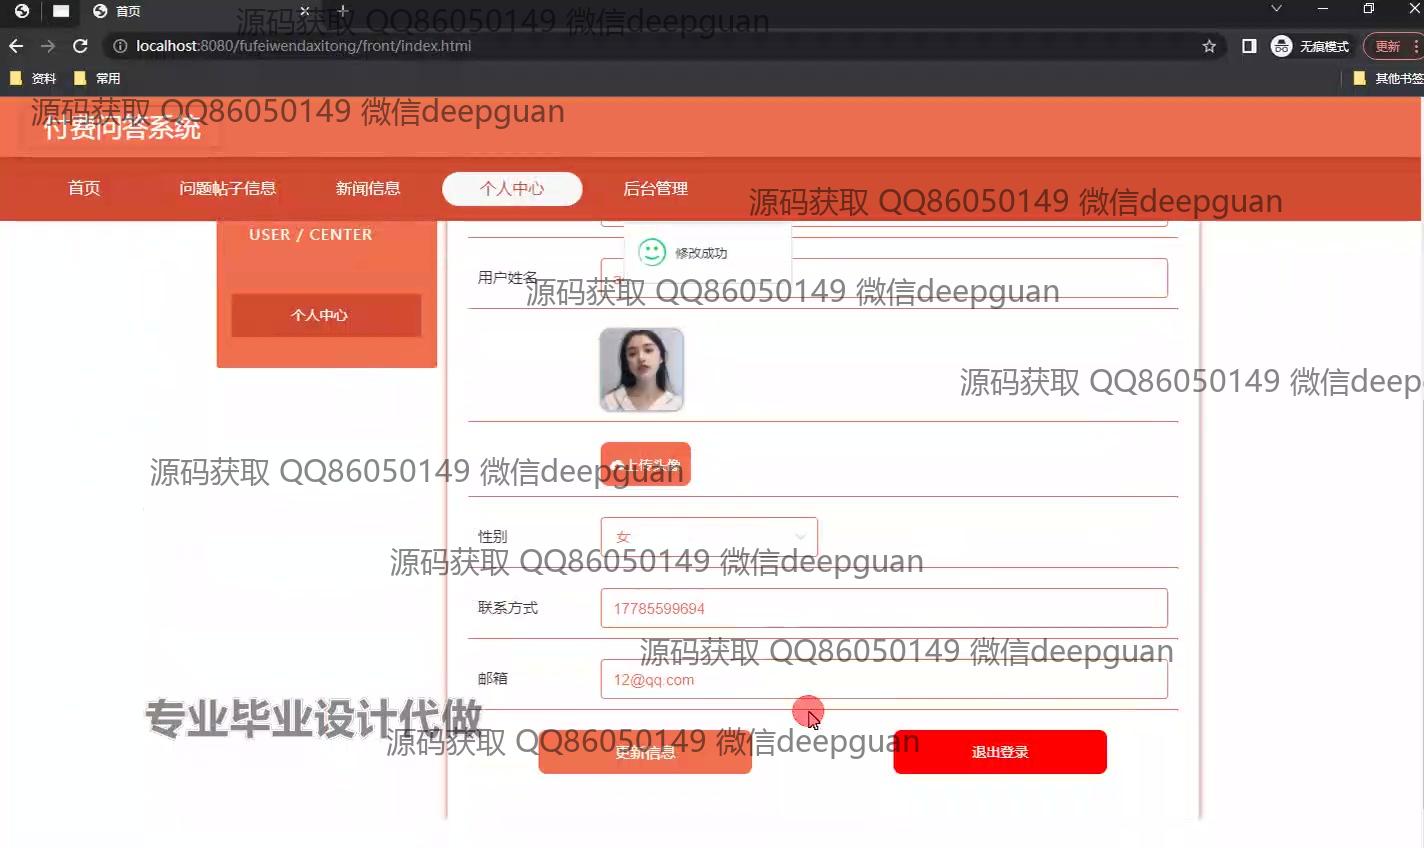 首页
源码获取 QQ86050149 微信deepguan
localhost:8080/fufeiwendaxitong/front/index.html
无痕模式
更新
资料
常用
其他书签
源码获取 QQ86050149 微信deepguan
付费问答系统
首页
问题帖子信息
新闻信息
个人中心
后台管理
源码获取 QQ86050149 微信deepguan
USER / CENTER
修改成功
用户姓名
源码获取 QQ86050149 微信deepguan
个人中心
源码获取 QQ86050149 微信deep
上传头像
源码获取 QQ86050149 微信deepguan
性别
女
源码获取 QQ86050149 微信deepguan
联系方式
17785599694
源码获取 QQ86050149 微信deepguan
邮箱
12@qq.com
专业毕业设计代做
源码获取 QQ86050149 微信deepguan
更新信息
退出登录